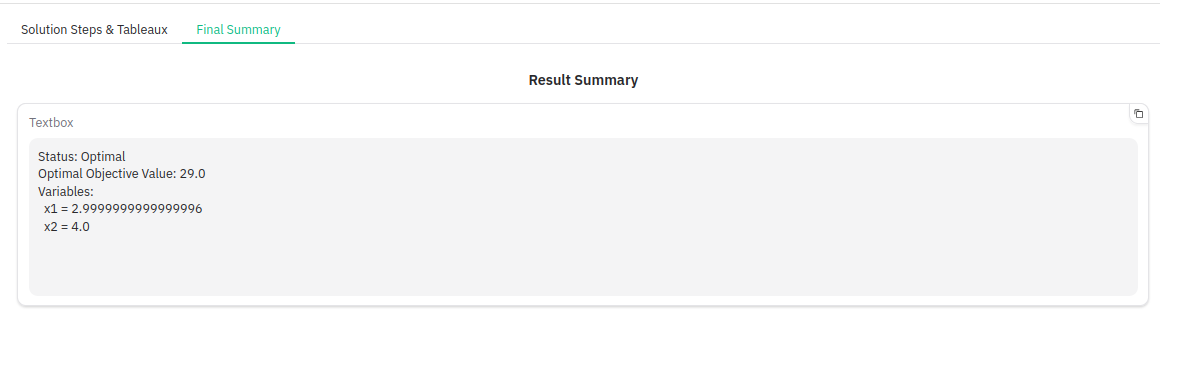 Solution Steps & Tableaux
Final Summary
Result Summary
Textbox
Status: Optimal
Optimal Objective Value: 29.0
Variables:
x1 = 2.9999999999999996
x2 = 4.0